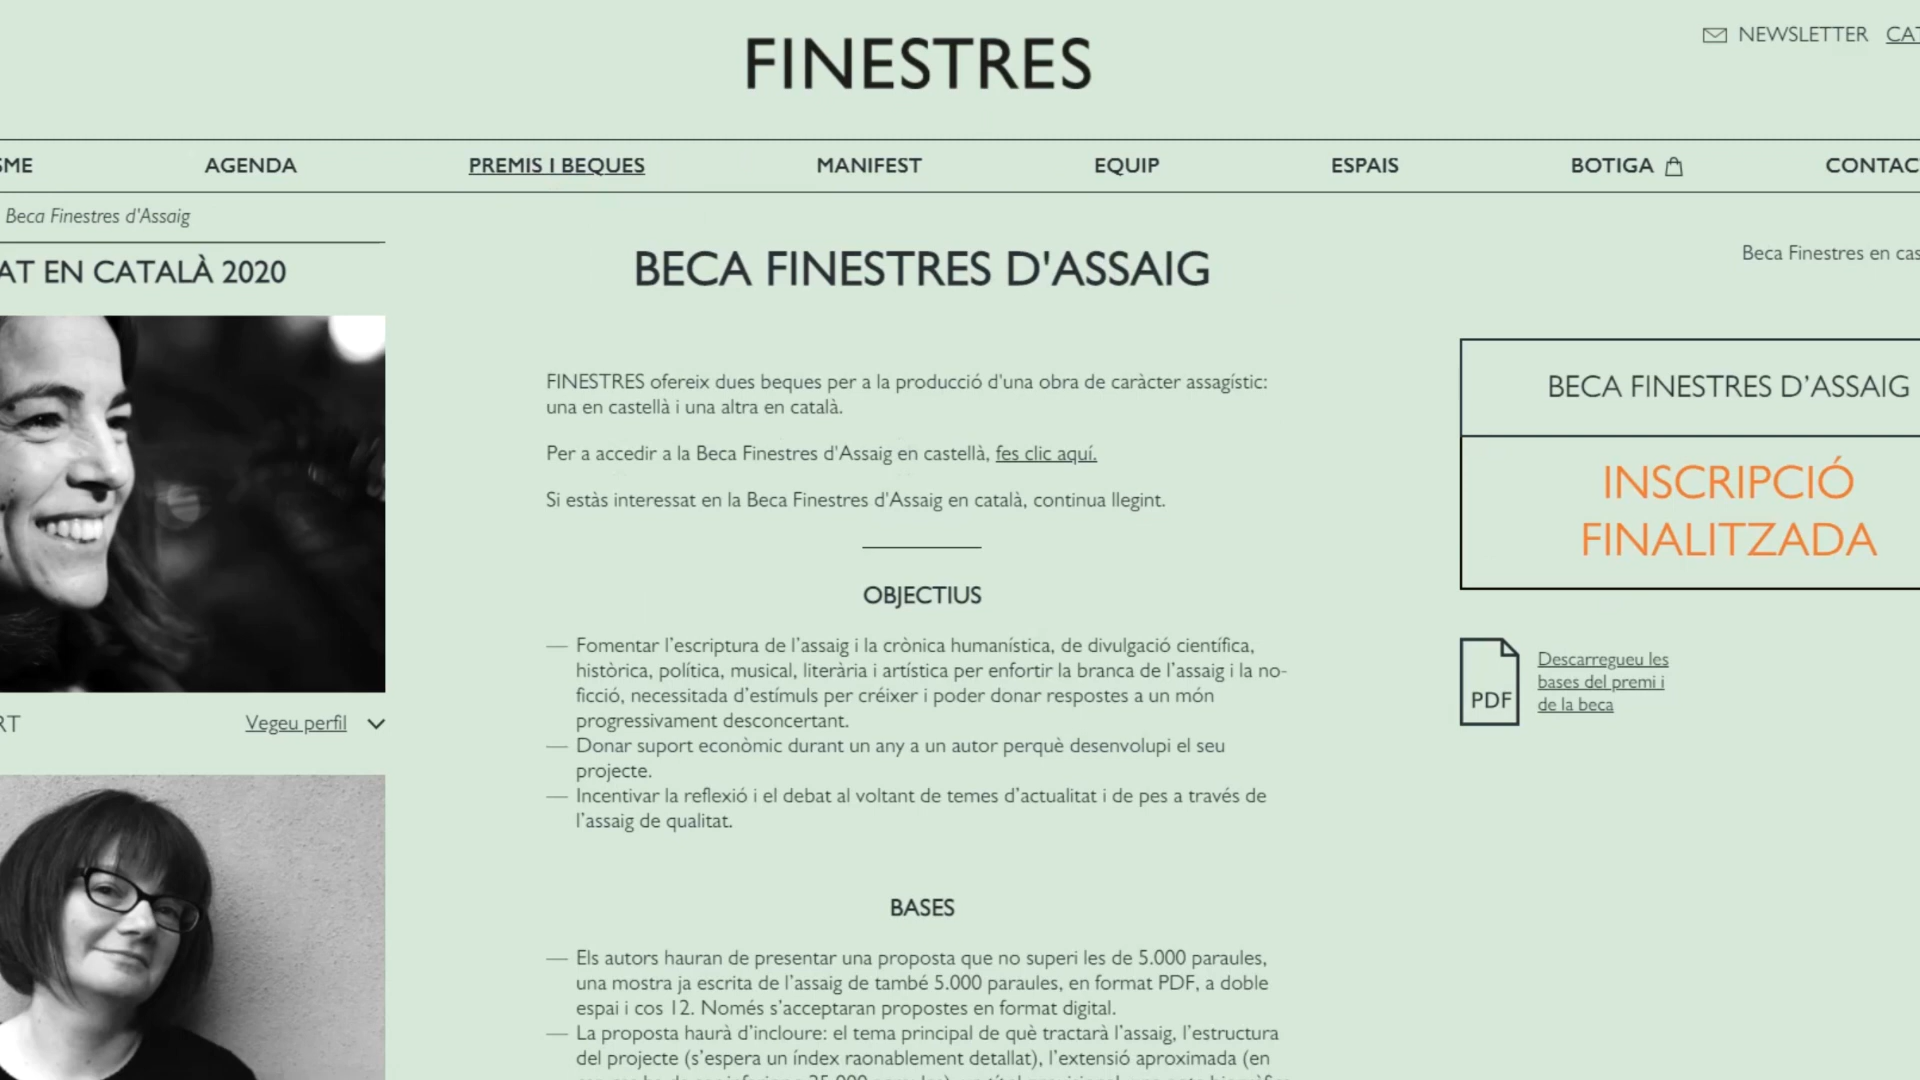 FINESTRES
NEWSLETTER
AGENDA
PREMIS I BEQUES
MANIFEST
EQUIP
ESPAIS
BOTIGA
Beca Finestres d'Assaig
EN CATALÀ 2020
Vegeu perfil
BECA FINESTRES D'ASSAIG
FINESTRES ofereix dues beques per a la producció d'una obra de caràcter assagístic:
una en castellà i una altra en català.
Per a accedir a la Beca Finestres d'Assaig en castellà, fes clic aquí.
Si estàs interessat en la Beca Finestres d'Assaig en català, continua llegint.
OBJECTIUS
— Fomentar l’escriptura de l’assaig i la crònica humanística, de divulgació científica,
històrica, política, musical, literària i artística per enfortir la branca de l’assaig i la no-
ficció, necessitada d’estímuls per créixer i poder donar respostes a un món
progressivament desconcertant.
— Donar suport econòmic durant un any a un autor perquè desenvolupi el seu
projecte.
— Incentivar la reflexió i el debat al voltant de temes d’actualitat i de pes a través de
l’assaig de qualitat.
BASES
— Els autors hauran de presentar una proposta que no superi les de 5.000 paraules,
una mostra ja escrita de l’assaig de també 5.000 paraules, en format PDF, a doble
espai i cos 12. Només s’acceptaran propostes en format digital.
— La proposta haurà d’incloure: el tema principal de què tractarà l’assaig, l’estructura
del projecte (s’espera un índex raonablement detallat), l’extensió aproximada (en
Beca Finestres en
BECA FINESTRES D’ASSAIG
INSCRIPCIÓ
FINALITZADA
PDF
Descarregueu les
bases del premi i
de la beca